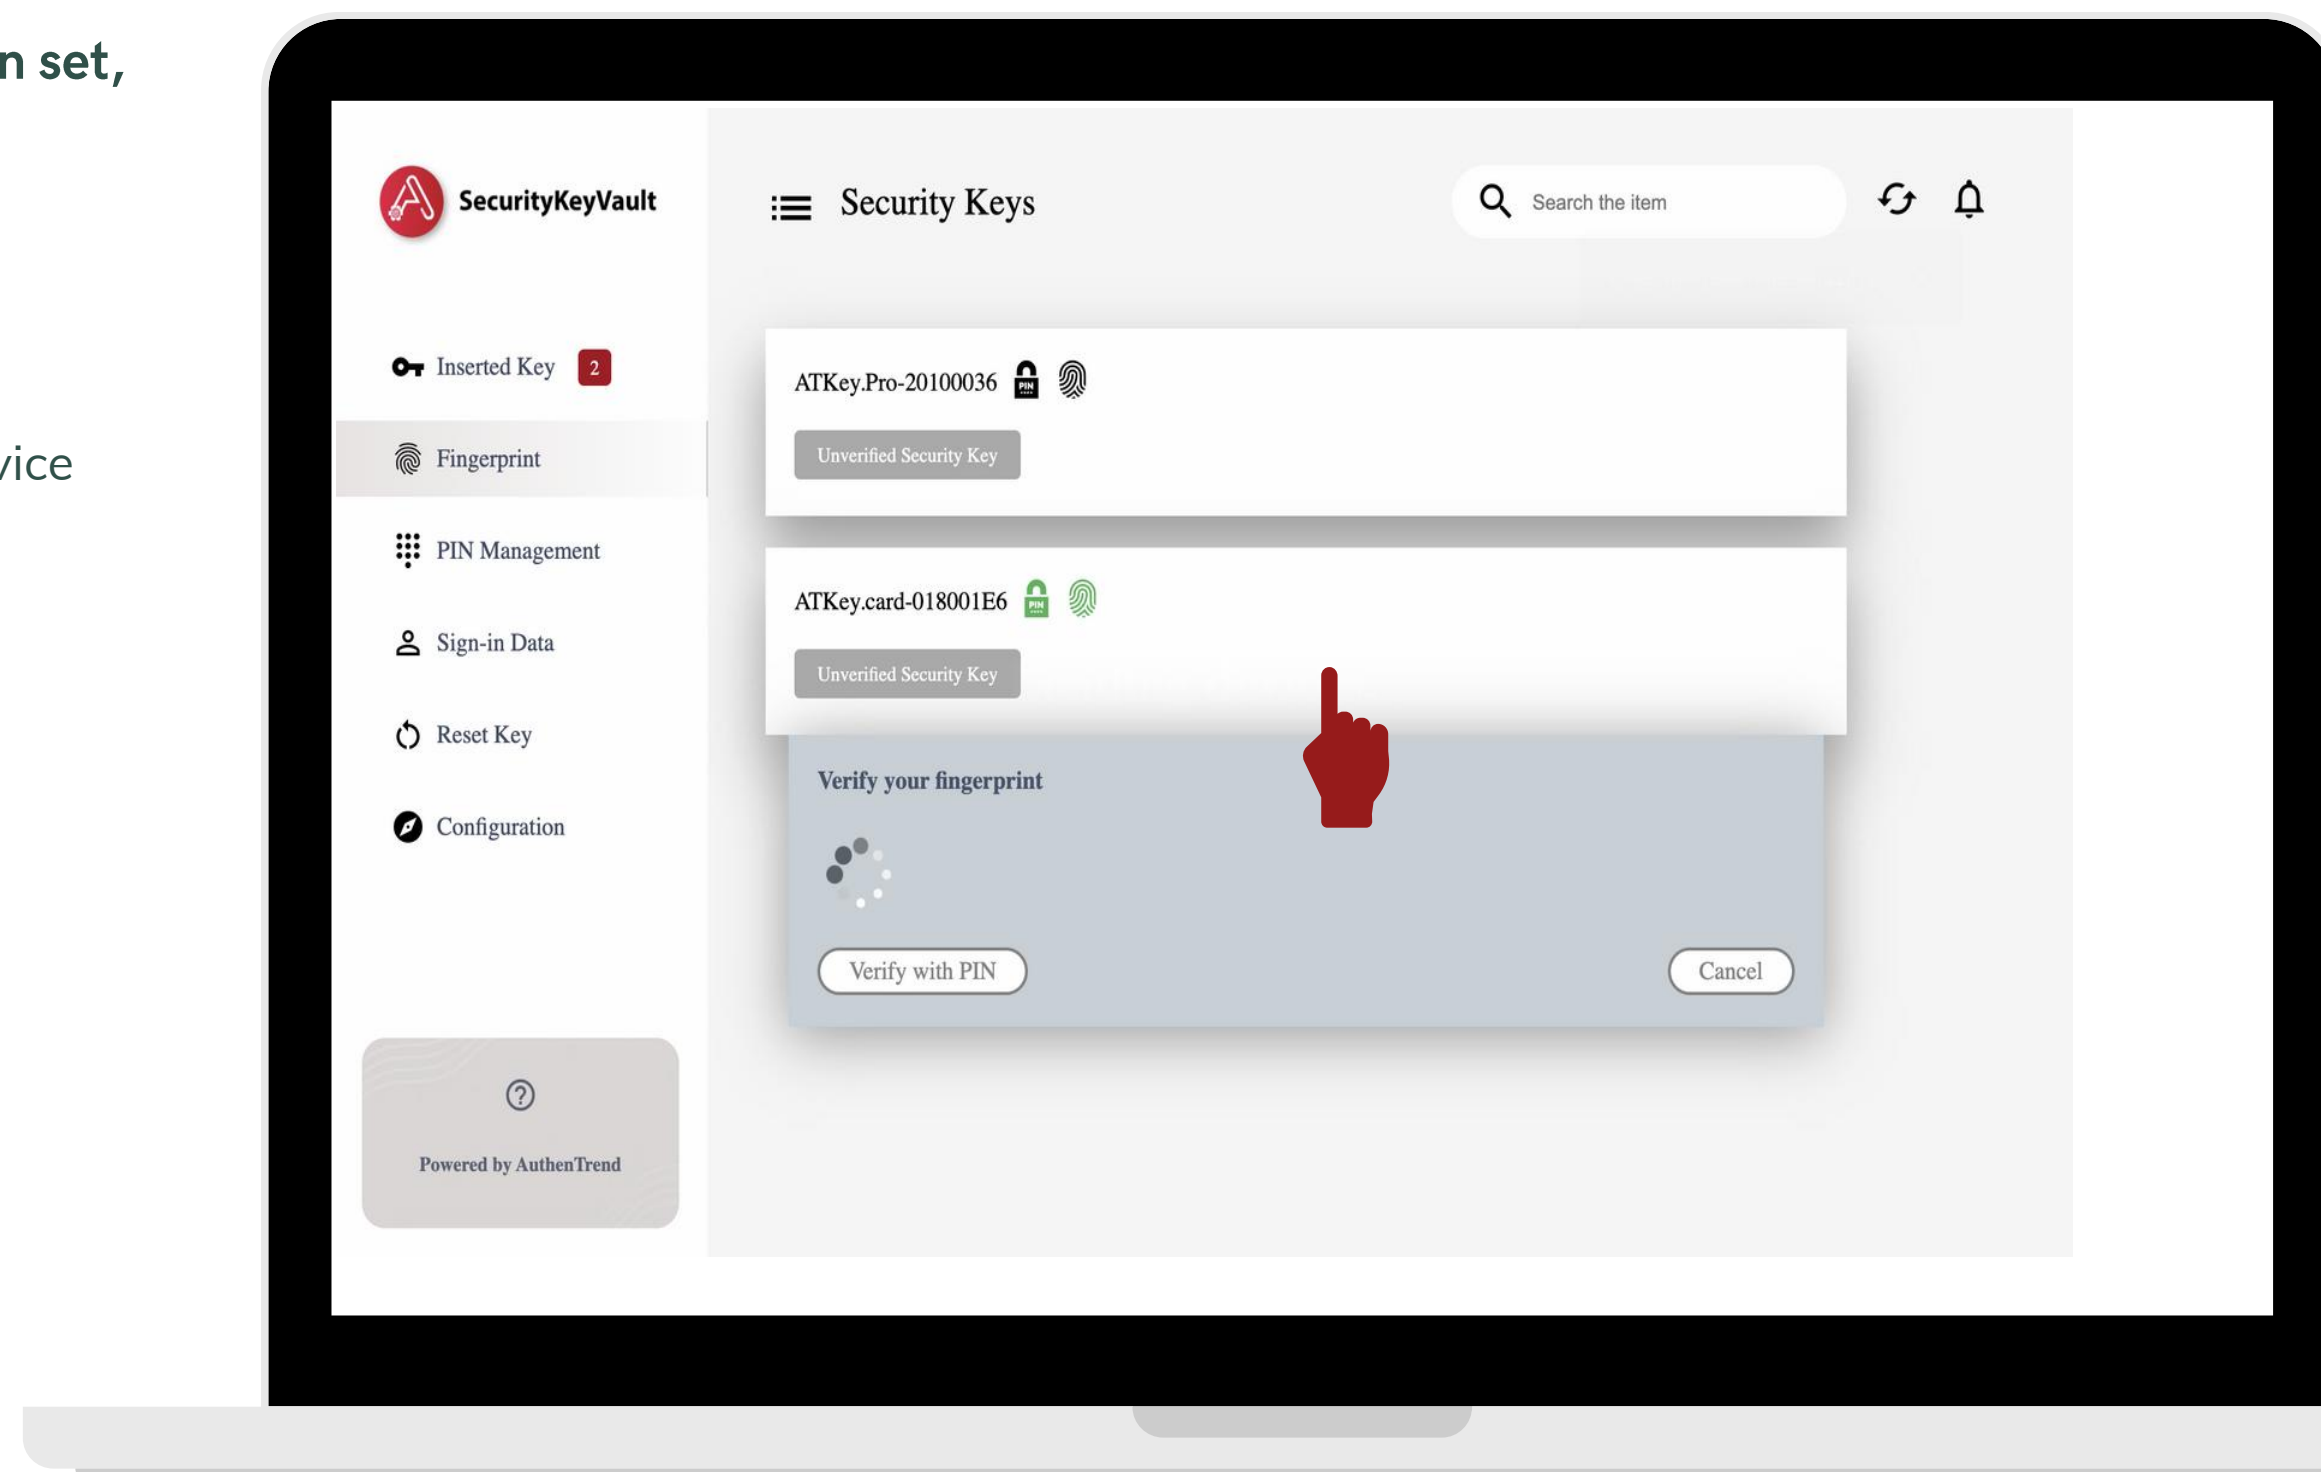 n set,
vice
SecurityKeyVault
Security Keys
Search the item
Inserted Key 2
Fingerprint
PIN Management
Sign-in Data
Reset Key
Configuration
Powered by AuthenTrend
ATKey.Pro-20100036 PIN
Unverified Security Key
ATKey.card-018001E6 PIN
Unverified Security Key
Verify your fingerprint
Verify with PIN
Cancel